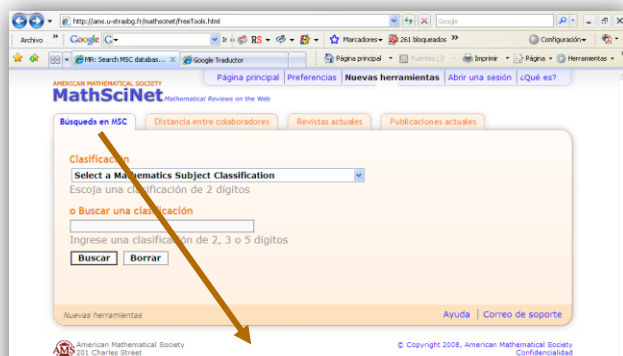 http://ams.u-strasbg.fr/mathscinet/freeTools.html
Google
Archivo » Google G Ir RS Marcadores 261 bloqueados » Configuración
MR: Search MSC databas... Google Traductor Página principal Fuentes (2) Imprimir Página Herramientas
AMERICAN MATHEMATICAL SOCIETY
Página principal | Preferencias | Nuevas herramientas | Abrir una sesión | ¿Qué es?
MathSciNet Mathematical Reviews on the Web
Búsqueda en MSC Distancia entre colaboradores Revistas actuales Publicaciones actuales
Clasificación
Select a Mathematics Subject Classification
Escoja una clasificación de 2 dígitos
o Buscar una clasificación
Ingrese una clasificación de 2, 3 o 5 dígitos
Buscar Borrar
Nuevas herramientas Ayuda | Correo de soporte
AMS American Mathematical Society © Copyright 2008, American Mathematical Society
201 Charles Street Confidencialidad